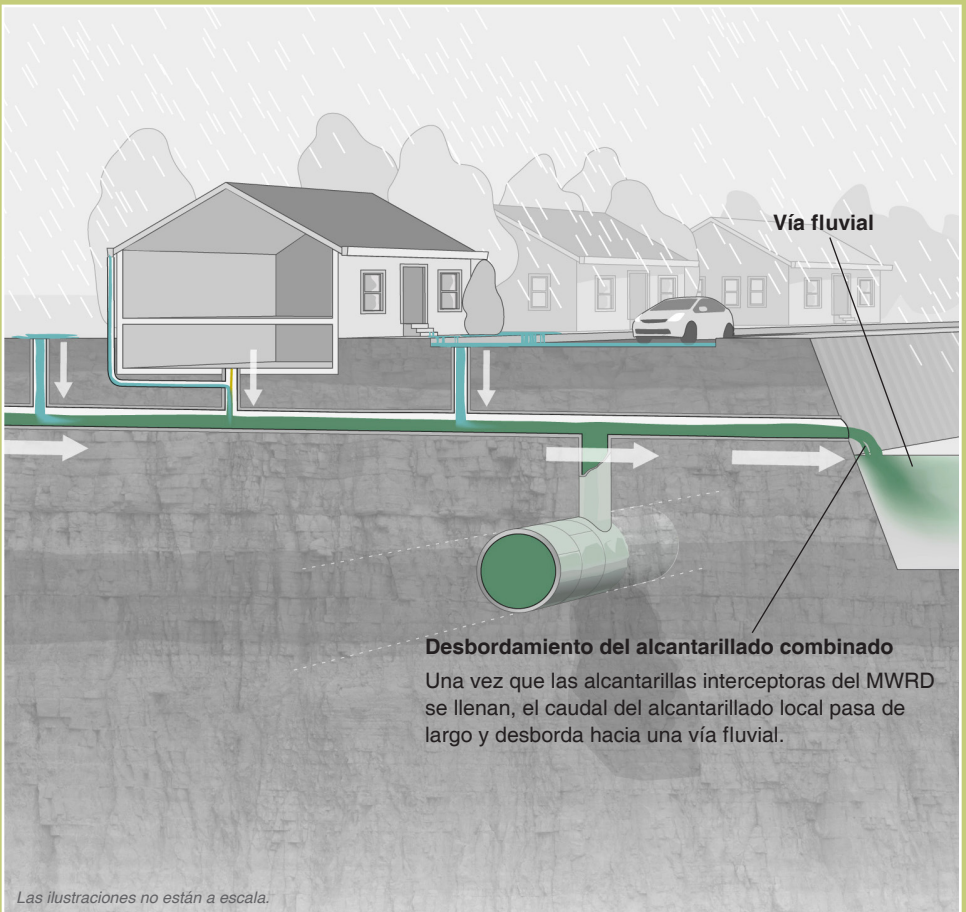 Vía fluvial
Desbordamiento del alcantarillado combinado
Una vez que las alcantarillas interceptoras del MWRD
se llenan, el caudal del alcantarillado local pasa de
largo y desborda hacia una vía fluvial.
Las ilustraciones no están a escala.